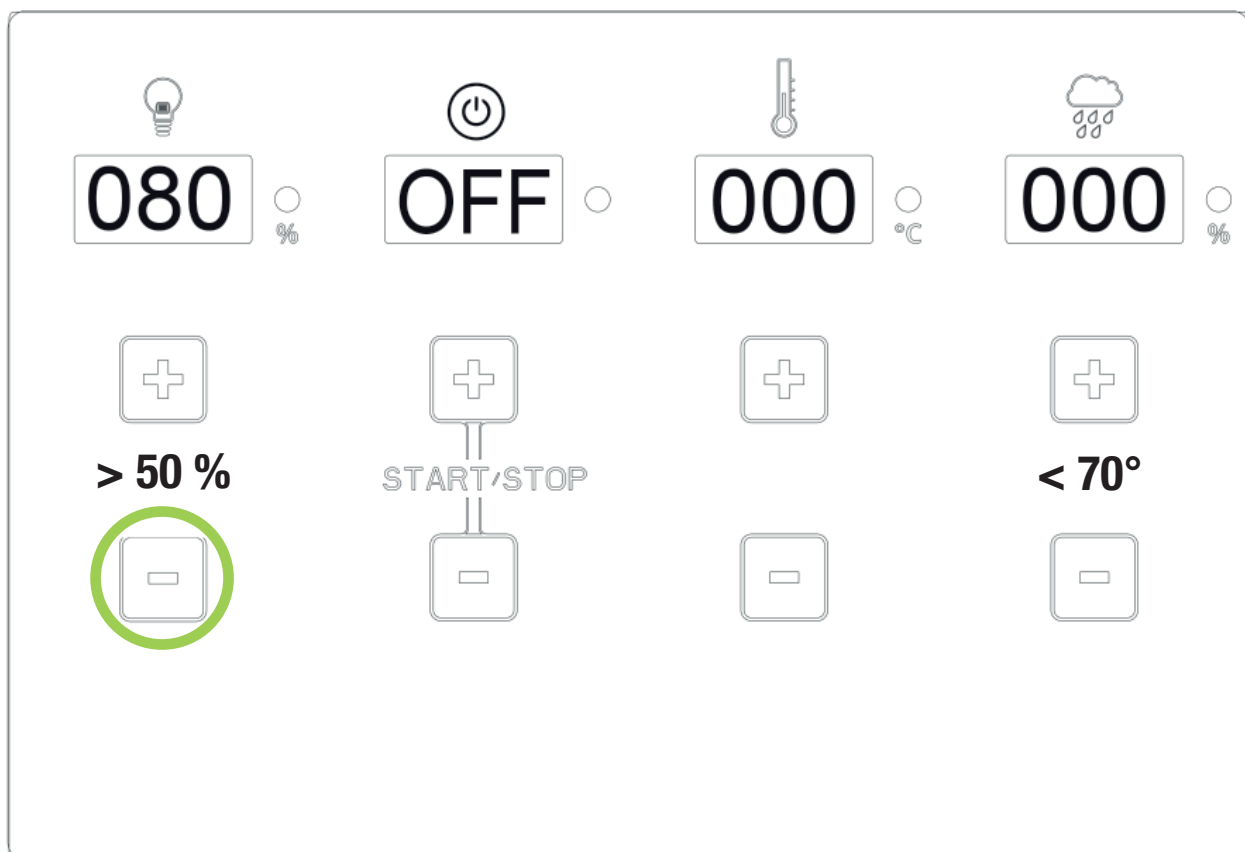 080 % OFF 000 °C 000 %
+ + + +
> 50 % START/STOP < 70°
- - - -